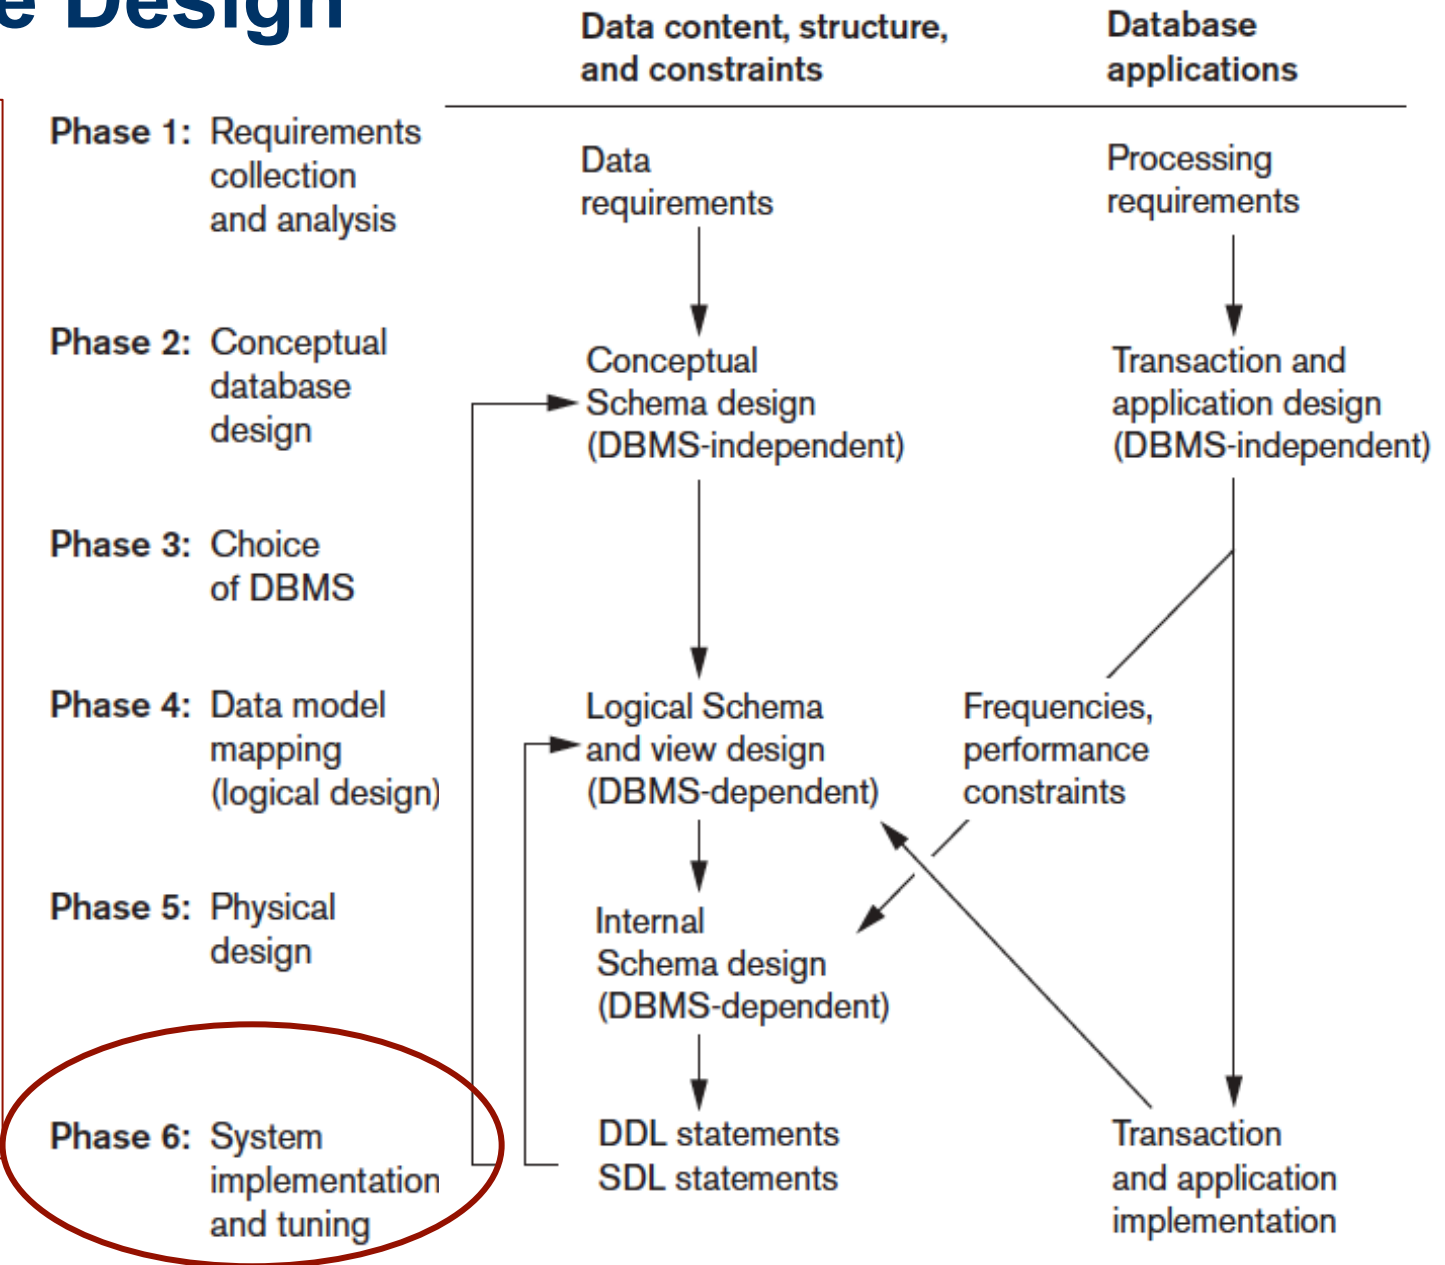 e Design
Data content, structure,
and constraints
Database
applications
Phase 1: Requirements
collection
and analysis
Data
requirements
Processing
requirements
Phase 2: Conceptual
database
design
Conceptual
Schema design
(DBMS-independent)
Transaction and
application design
(DBMS-independent)
Phase 3: Choice
of DBMS
Phase 4: Data model
mapping
(logical design)
Logical Schema
and view design
(DBMS-dependent)
Frequencies,
performance
constraints
Phase 5: Physical
design
Internal
Schema design
(DBMS-dependent)
Phase 6: System
implementation
and tuning
DDL statements
SDL statements
Transaction
and application
implementation